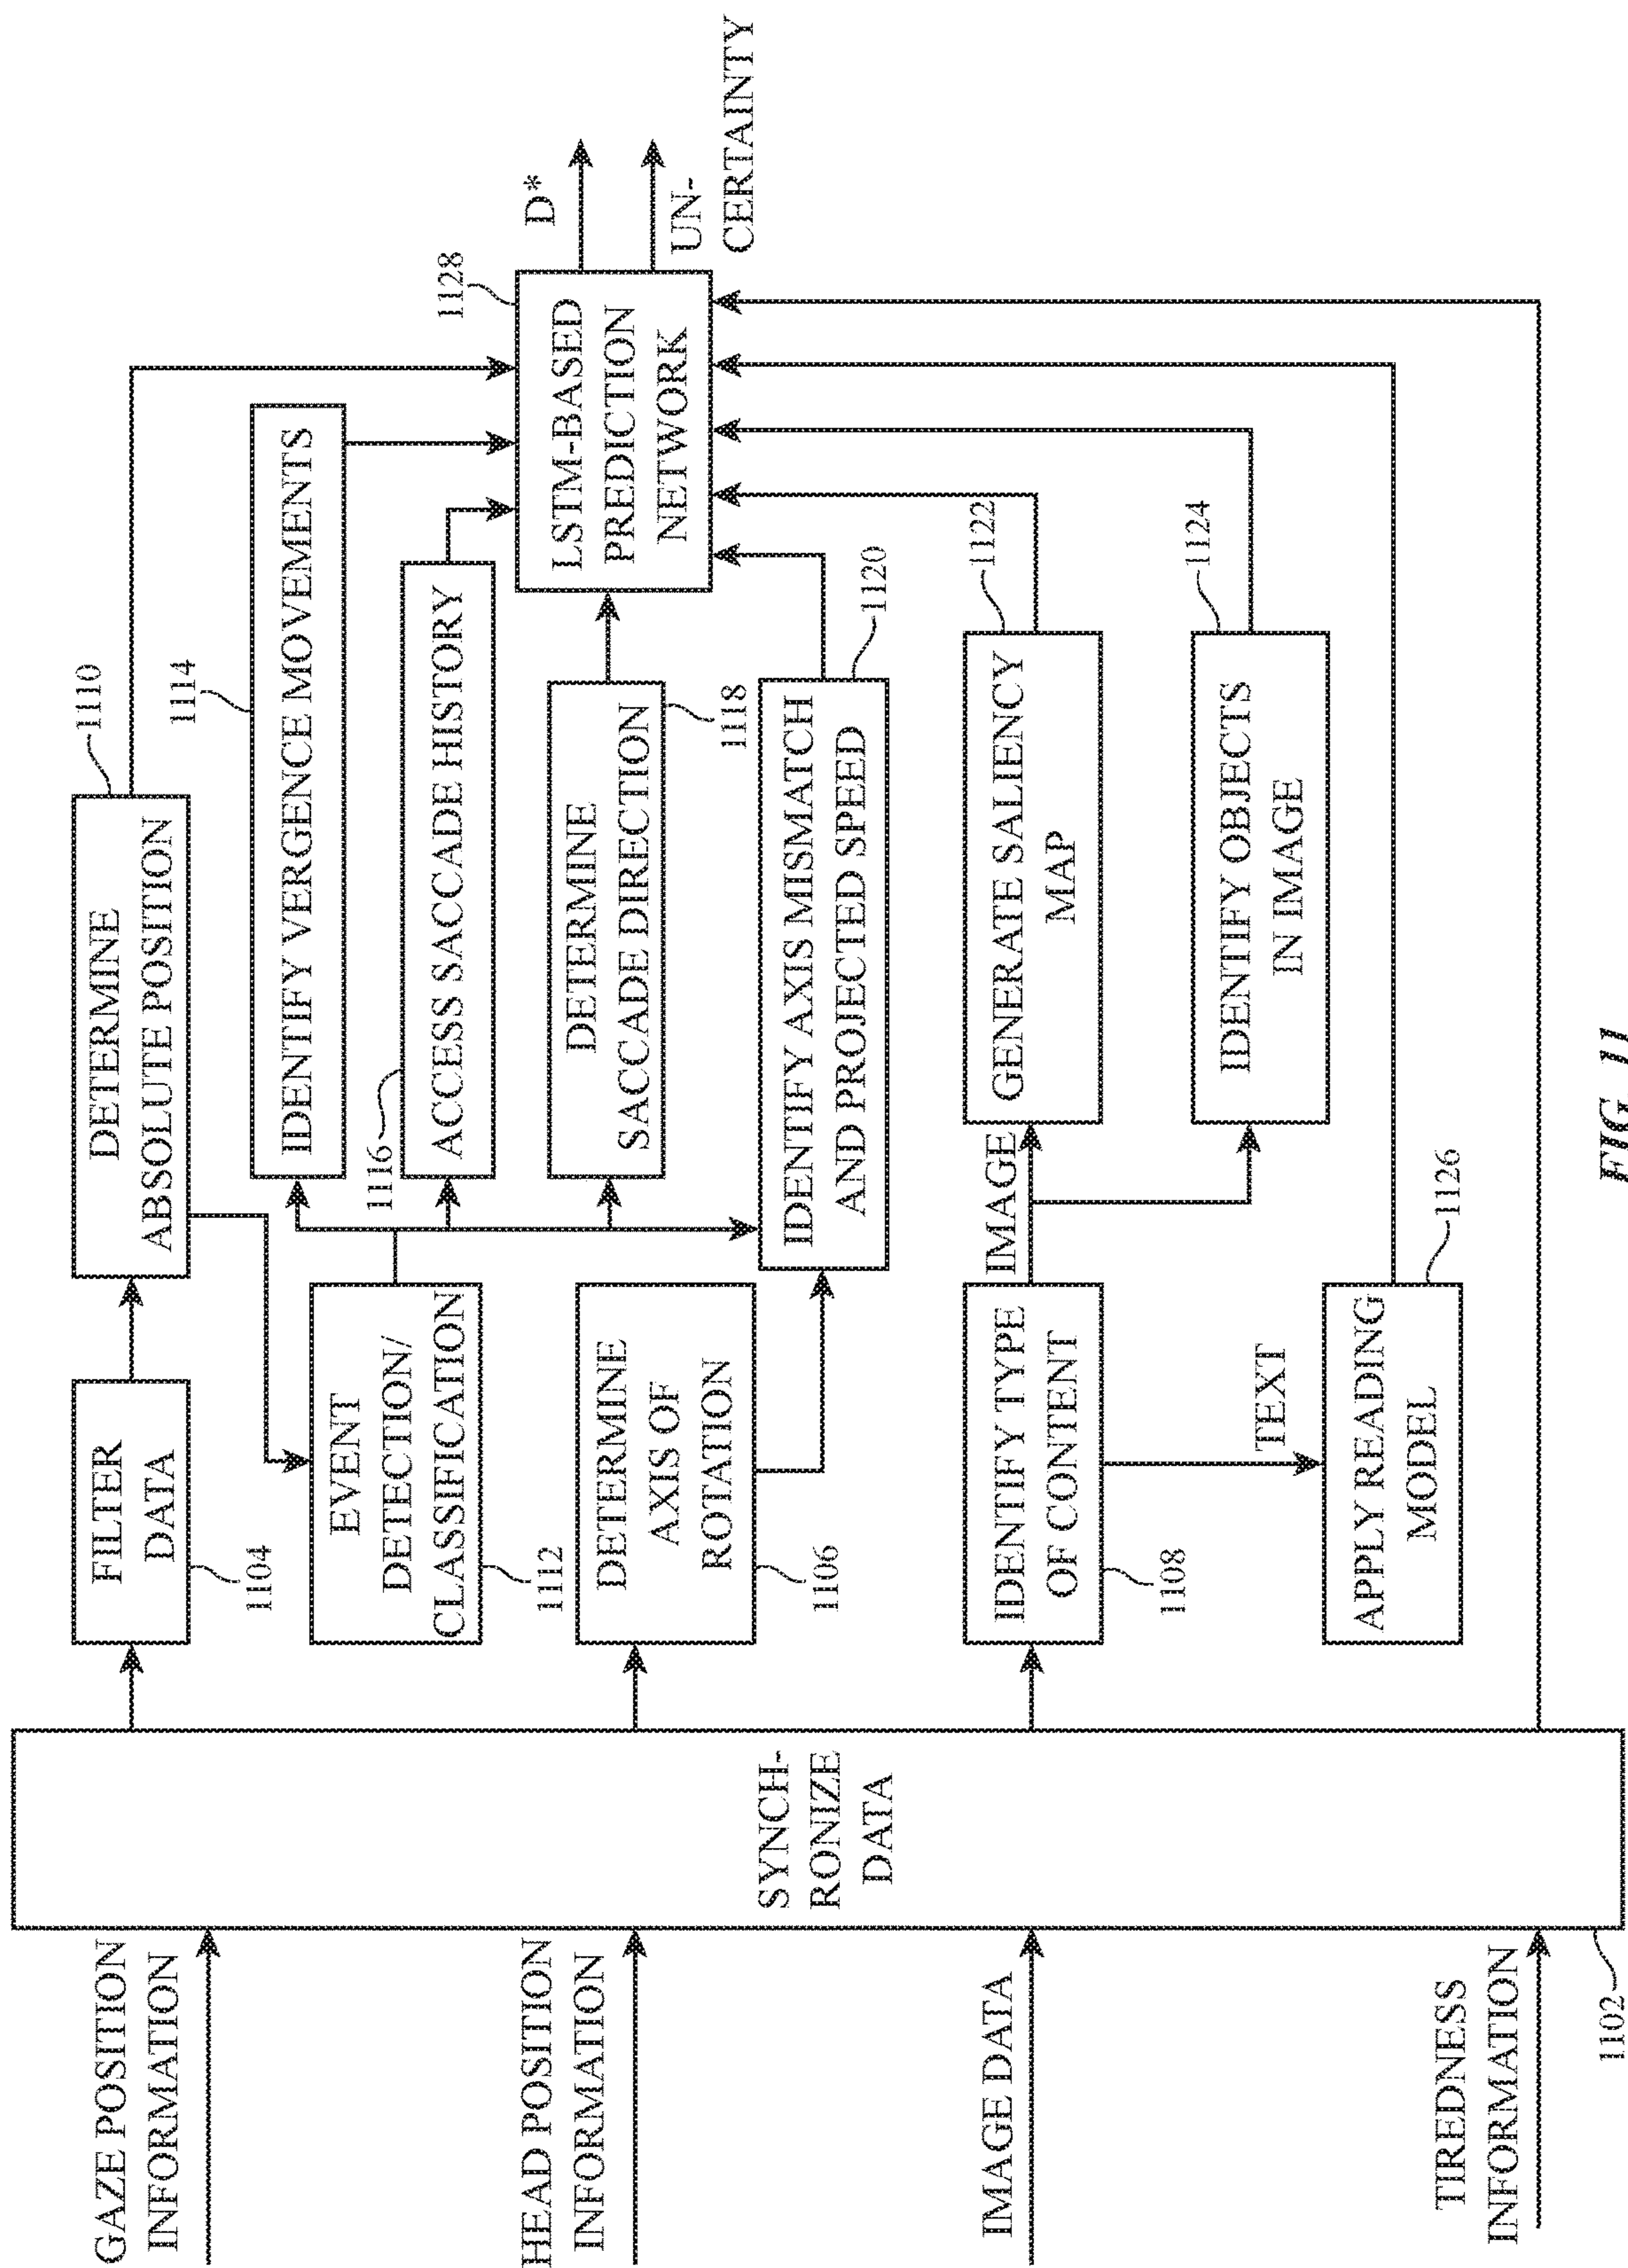 GAZE POSITION
INFORMATION
HEAD POSITION
INFORMATION
IMAGE DATA
TIREDNESS
INFORMATION
SYNCH-
RONIZE
DATA
1102
FILTER
DATA
1104
DETERMINE
ABSOLUTE POSITION
1110
EVENT
DETECTION/
CLASSIFICATION
1112
DETERMINE
AXIS OF
ROTATION
1106
IDENTIFY TYPE
OF CONTENT
1108
IMAGE
TEXT
APPLY READING
MODEL
1126
IDENTIFY VERGENCE MOVEMENTS
1114
ACCESS SACCADE HISTORY
1116
DETERMINE
SACCADE DIRECTION
1118
IDENTIFY AXIS MISMATCH
AND PROJECTED SPEED
1120
GENERATE SALIENCY
MAP
1122
IDENTIFY OBJECTS
IN IMAGE
1124
LSTM-BASED
PREDICTION
NETWORK
1128
D*
UN-
CERTAINTY
FIG. 11